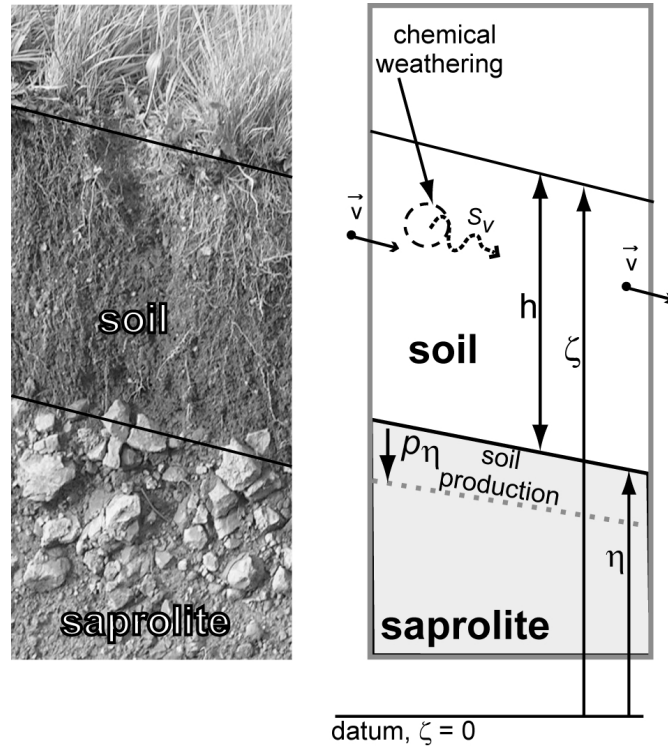 soil
saprolite
chemical
weathering
v
S_v
v
h
ζ
soil
p_η
soil
production
η
saprolite
datum, ζ = 0